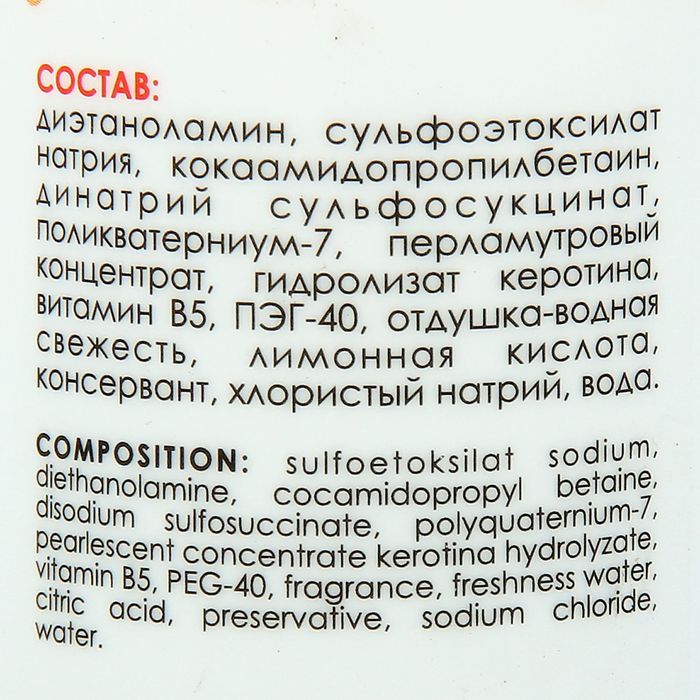 СОСТАВ:
диэтаноламин, сульфоэтоксилат
натрия, кокаамидопропилбетаин,
динатрий сульфосукцинат,
поликватерниум-7, перламутровый
концентрат, гидролизат керотина,
витамин В5, ПЭГ-40, отдушка-водная
свежесть, лимонная кислота,
консервант, хлористый натрий, вода.
COMPOSITION: sulfoetoksilat sodium,
diethanolamine, cocamidopropyl betaine,
disodium sulfosuccinate, polyquaternium-7,
pearlescent concentrate kerotina hydrolyzate,
vitamin B5, PEG-40, fragrance, freshness water,
citric acid, preservative, sodium chloride,
water.